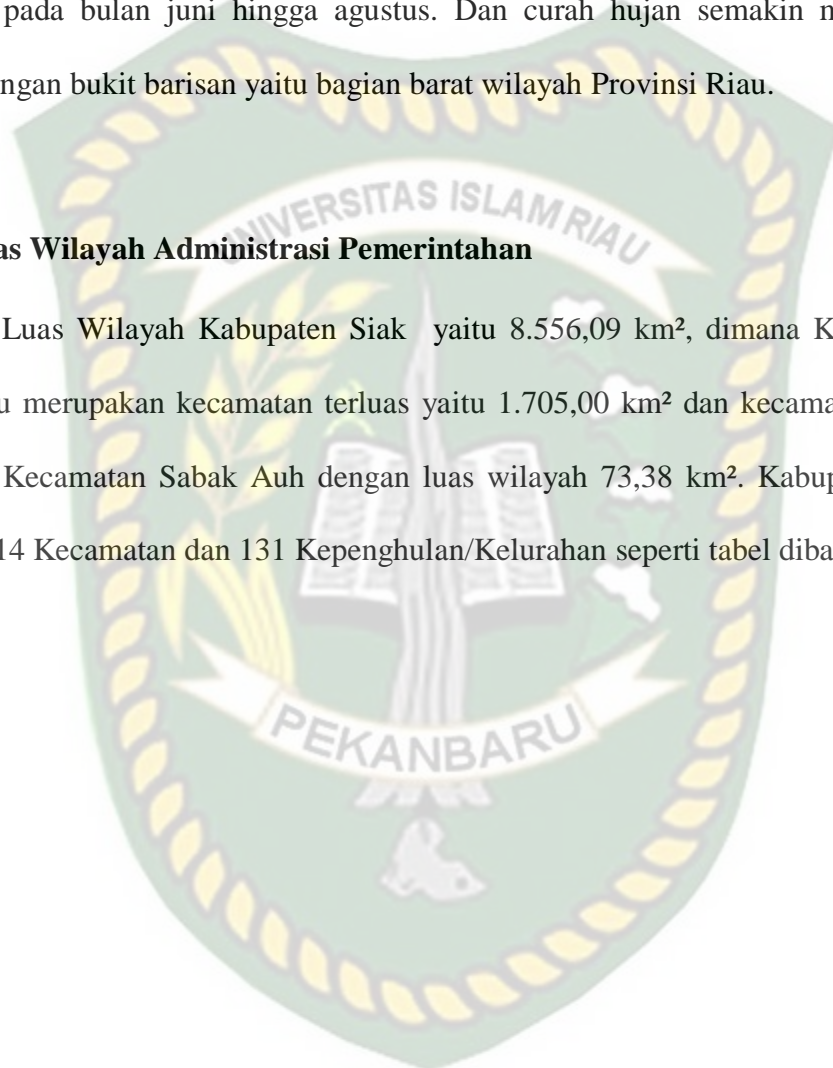 pada bulan juni hingga agustus. Dan curah hujan semakin
ngan bukit barisan yaitu bagian barat wilayah Provinsi Riau.
UNIVERSITAS ISLAM RIAU
as Wilayah Administrasi Pemerintahan
Luas Wilayah Kabupaten Siak yaitu 8.556,09 km², dimana K
u merupakan kecamatan terluas yaitu 1.705,00 km² dan kecama
Kecamatan Sabak Auh dengan luas wilayah 73,38 km². Kabup
14 Kecamatan dan 131 Kepenghulan/Kelurahan seperti tabel diba
PEKANBARU